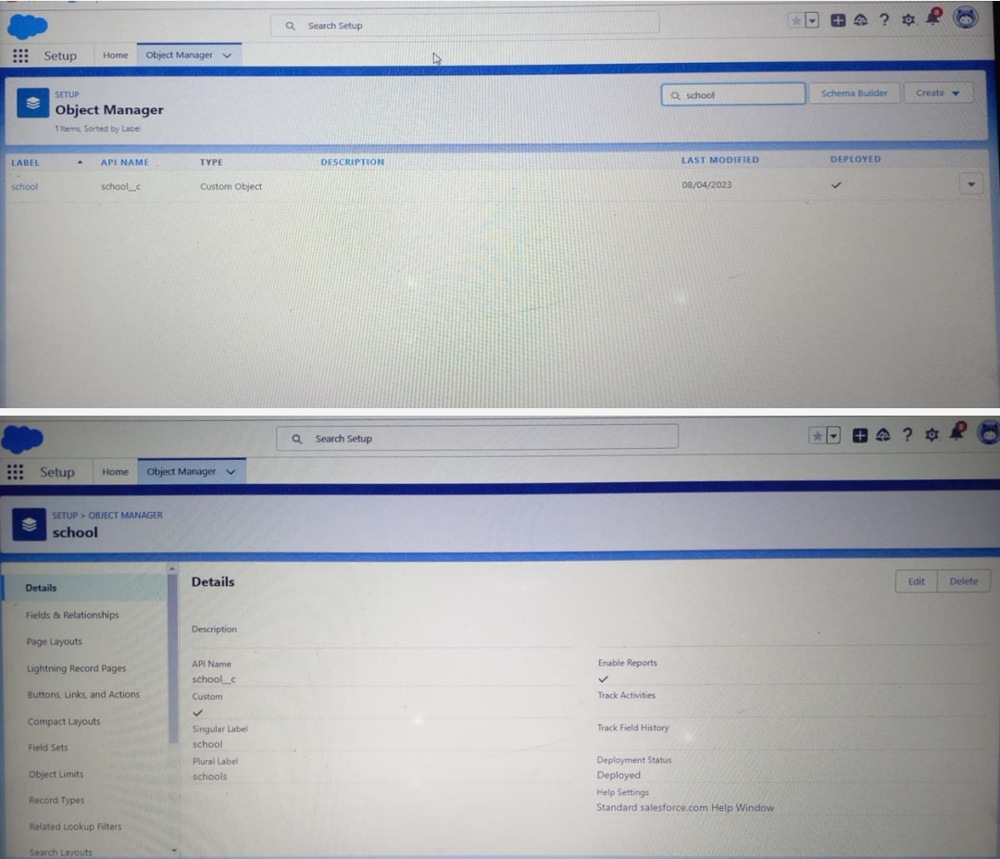 Search Setup
Setup Home Object Manager
SETUP
Object Manager
1 Items, Sorted by Label
school
Schema Builder
Create
LABEL API NAME TYPE DESCRIPTION LAST MODIFIED DEPLOYED
school school__c Custom Object 08/04/2023
Search Setup
Setup Home Object Manager
SETUP > OBJECT MANAGER
school
Details
Fields & Relationships
Page Layouts
Lightning Record Pages
Buttons, Links, and Actions
Compact Layouts
Field Sets
Object Limits
Record Types
Related Lookup Filters
Search Layouts
Details
Edit Delete
Description
API Name
school__c
Custom
Singular Label
school
Plural Label
schools
Enable Reports
Track Activities
Track Field History
Deployment Status
Deployed
Help Settings
Standard salesforce.com Help Window